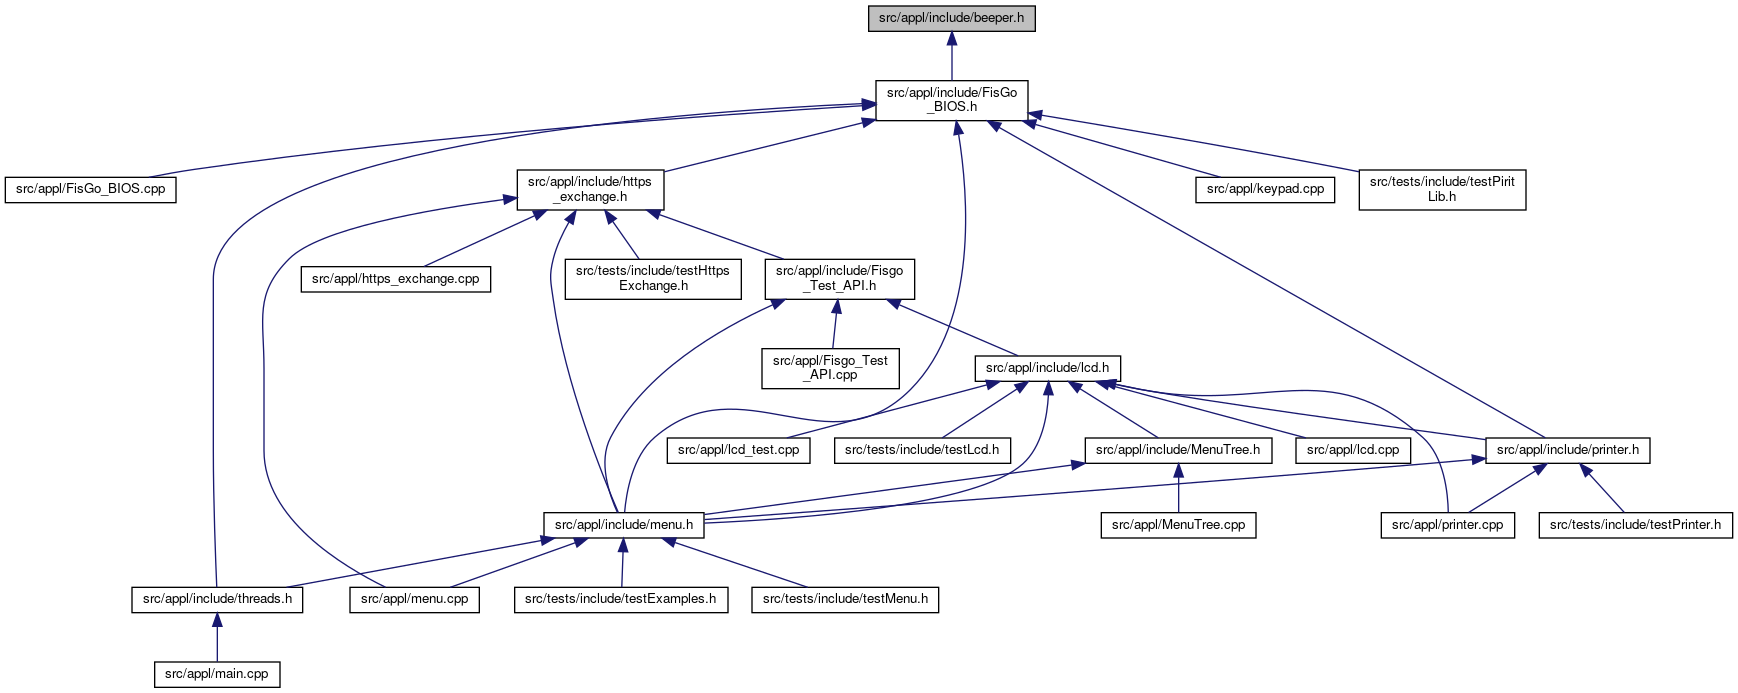 src/appl/include/beeper.h
src/appl/include/FisGo
_BIOS.h
src/appl/FisGo_BIOS.cpp
src/appl/include/https
_exchange.h
src/appl/keypad.cpp
src/tests/include/testPirit
Lib.h
src/appl/https_exchange.cpp
src/tests/include/testHttps
Exchange.h
src/appl/include/Fisgo
_Test_API.h
src/appl/Fisgo_Test
_API.cpp
src/appl/include/lcd.h
src/appl/lcd_test.cpp
src/tests/include/testLcd.h
src/appl/include/MenuTree.h
src/appl/lcd.cpp
src/appl/include/printer.h
src/appl/include/menu.h
src/appl/MenuTree.cpp
src/appl/printer.cpp
src/tests/include/testPrinter.h
src/appl/include/threads.h
src/appl/menu.cpp
src/tests/include/testExamples.h
src/tests/include/testMenu.h
src/appl/main.cpp